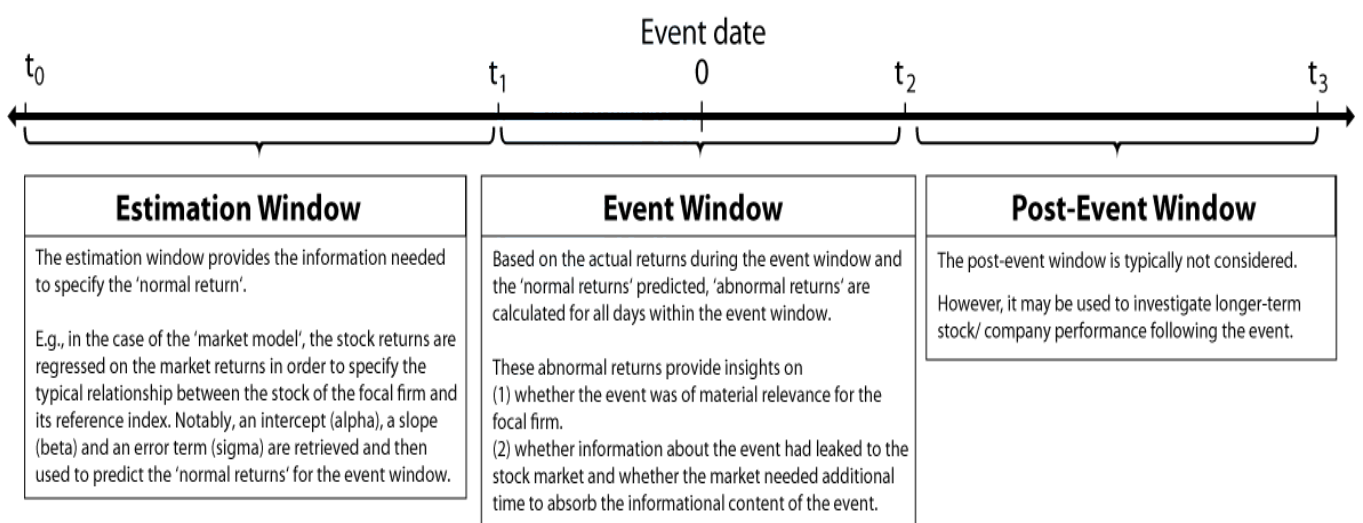 Event date
t0 t1 0 t2 t3
Estimation Window
The estimation window provides the information needed
to specify the ‘normal return‘.
E.g., in the case of the ‘market model‘, the stock returns are
regressed on the market returns in order to specify the
typical relationship between the stock of the focal firm and
its reference index. Notably, an intercept (alpha), a slope
(beta) and an error term (sigma) are retrieved and then
used to predict the ‘normal returns‘ for the event window.
Event Window
Based on the actual returns during the event window and
the ‘normal returns‘ predicted, ‘abnormal returns‘ are
calculated for all days within the event window.
These abnormal returns provide insights on
(1) whether the event was of material relevance for the
focal firm.
(2) whether information about the event had leaked to the
stock market and whether the market needed additional
time to absorb the informational content of the event.
Post-Event Window
The post-event window is typically not considered.
However, it may be used to investigate longer-term
stock/ company performance following the event.